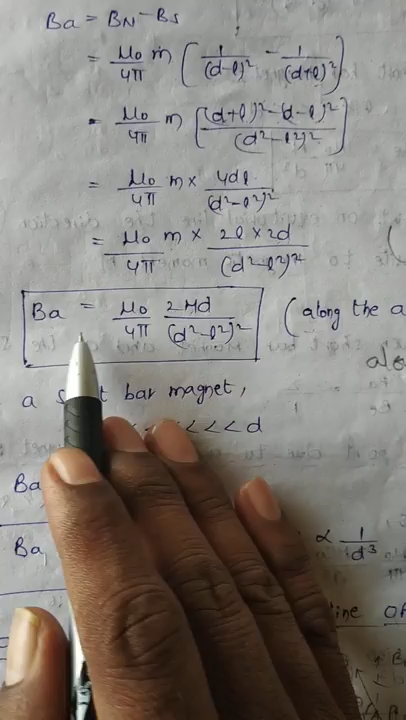 Ba = BN - BS
= μ0/4π m (1/(d-l)² - 1/(d+l)²)
= μ0/4π m [(d+l)² - (d-l)²/(d²-l²)²]
= μ0/4π m × 4dl/(d²-l²)²
= μ0/4π m × 2l × 2d/(d²-l²)²
Ba = μ0/4π 2Md/(d²-l²)² (along the a
a bar magnet,
<<< d
Ba
Ba ∝ 1/d³